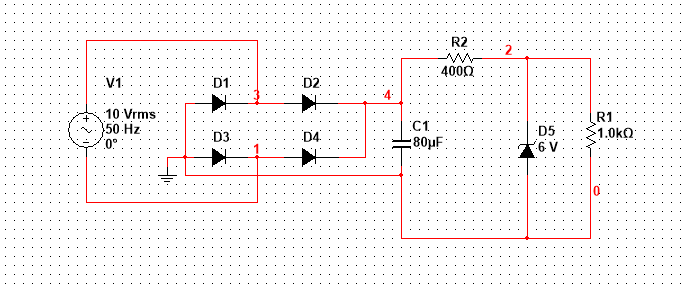 V1
10 Vrms
50 Hz
0°
D1
3
D2
D3
1
D4
4
C1
80µF
R2
400Ω
2
D5
6 V
R1
1.0kΩ
0